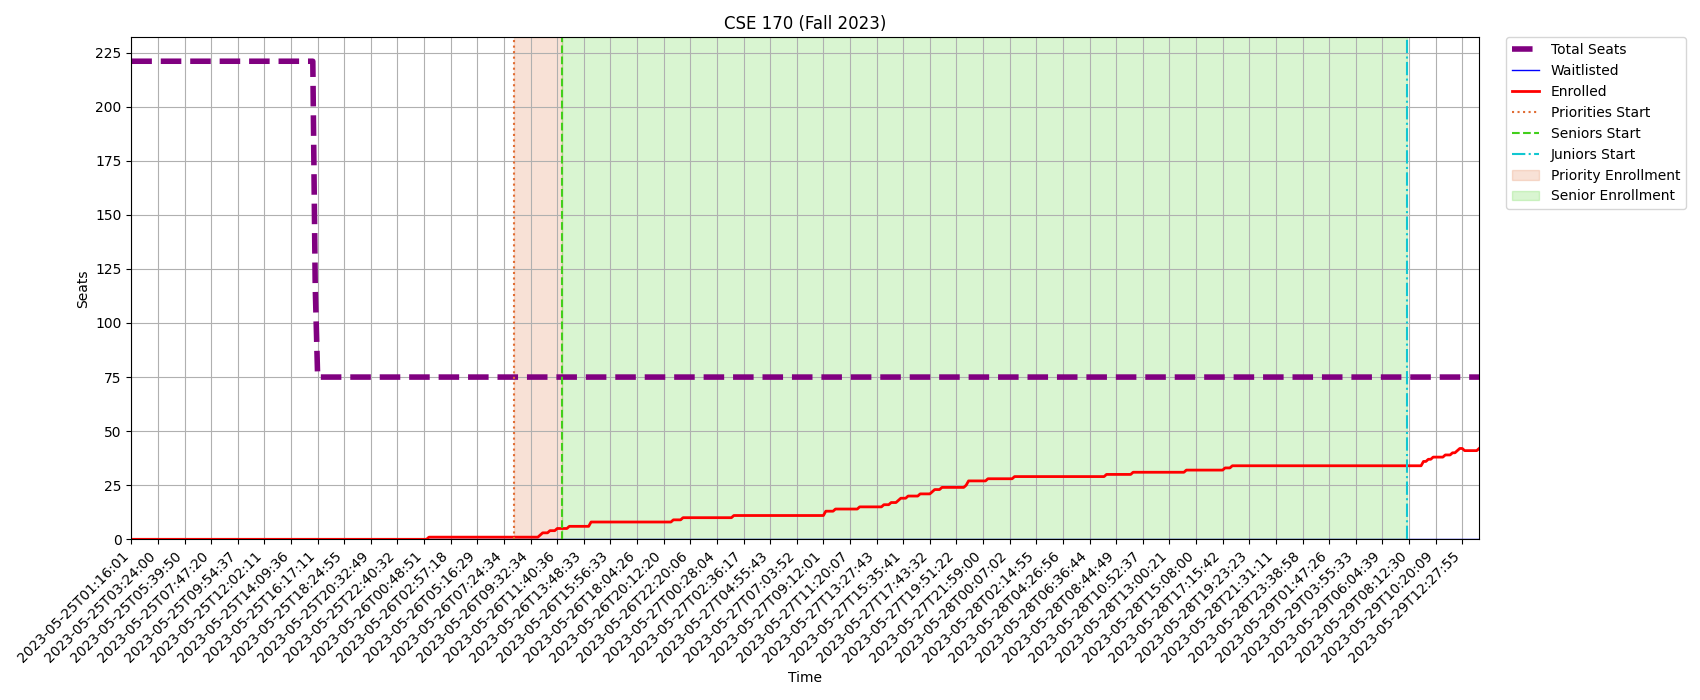 CSE 170 (Fall 2023)
225
200
175
150
125
100
75
50
25
0
Seats
2023-05-25T01:16:01
2023-05-25T03:24:00
2023-05-25T05:39:50
2023-05-25T07:47:20
2023-05-25T09:54:37
2023-05-25T12:02:11
2023-05-25T14:09:36
2023-05-25T16:17:11
2023-05-25T18:24:55
2023-05-25T20:32:49
2023-05-25T22:40:32
2023-05-26T00:48:51
2023-05-26T02:57:18
2023-05-26T05:16:29
2023-05-26T07:24:34
2023-05-26T09:32:34
2023-05-26T11:40:36
2023-05-26T13:48:33
2023-05-26T15:56:33
2023-05-26T18:04:26
2023-05-26T20:12:20
2023-05-26T22:20:06
2023-05-27T00:28:04
2023-05-27T02:36:17
2023-05-27T04:55:43
2023-05-27T07:03:52
2023-05-27T09:12:01
2023-05-27T11:20:07
2023-05-27T13:27:43
2023-05-27T15:35:41
2023-05-27T17:43:32
2023-05-27T19:51:22
2023-05-27T21:59:00
2023-05-28T00:07:02
2023-05-28T02:14:55
2023-05-28T04:26:56
2023-05-28T06:36:44
2023-05-28T08:44:49
2023-05-28T10:52:37
2023-05-28T13:00:21
2023-05-28T15:08:00
2023-05-28T17:15:42
2023-05-28T19:23:23
2023-05-28T21:31:11
2023-05-28T23:38:58
2023-05-29T01:47:26
2023-05-29T03:55:33
2023-05-29T06:04:39
2023-05-29T08:12:30
2023-05-29T10:20:09
2023-05-29T12:27:55
Time
Total Seats
Waitlisted
Enrolled
Priorities Start
Seniors Start
Juniors Start
Priority Enrollment
Senior Enrollment